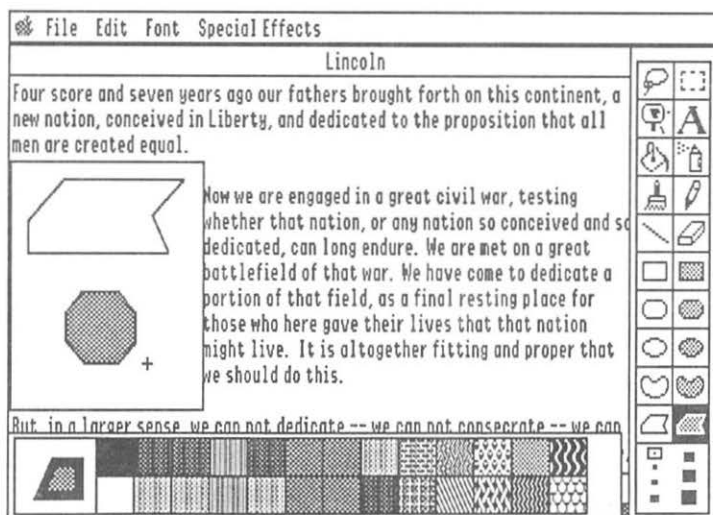 File Edit Font Special Effects
Lincoln
Four score and seven years ago our fathers brought forth on this continent, a
new nation, conceived in Liberty, and dedicated to the proposition that all
men are created equal.
Now we are engaged in a great civil war, testing
whether that nation, or any nation so conceived and so
dedicated, can long endure. We are met on a great
battlefield of that war. We have come to dedicate a
portion of that field, as a final resting place for
those who here gave their lives that that nation
might live. It is altogether fitting and proper that
we should do this.
But, in a larger sense, we can not dedicate -- we can not consecrate -- we can
A